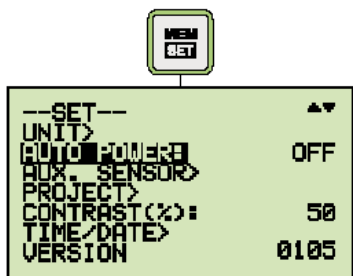 MEM
SET
--SET--
UNIT>
AUTO POWER: OFF
AUX. SENSOR>
PROJECT>
CONTRAST(%): 50
TIME/DATE>
VERSION 0105